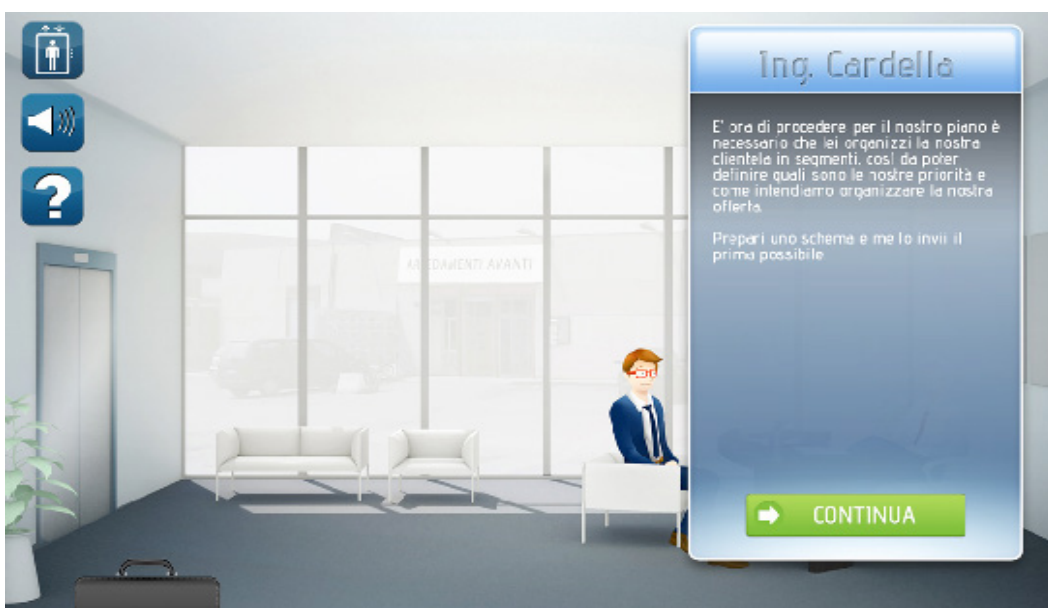 Ing. Cardella
E' ora di procedere per il nostro piano è
necessario che lei organizzi la nostra
clientela in segmenti, così da poter
definire quali sono le nostre priorità e
come intendiamo organizzare la nostra
offerta.
Prepari uno schema e me lo invii il
prima possibile
ARREDAMENTI AVANTI
CONTINUA
?